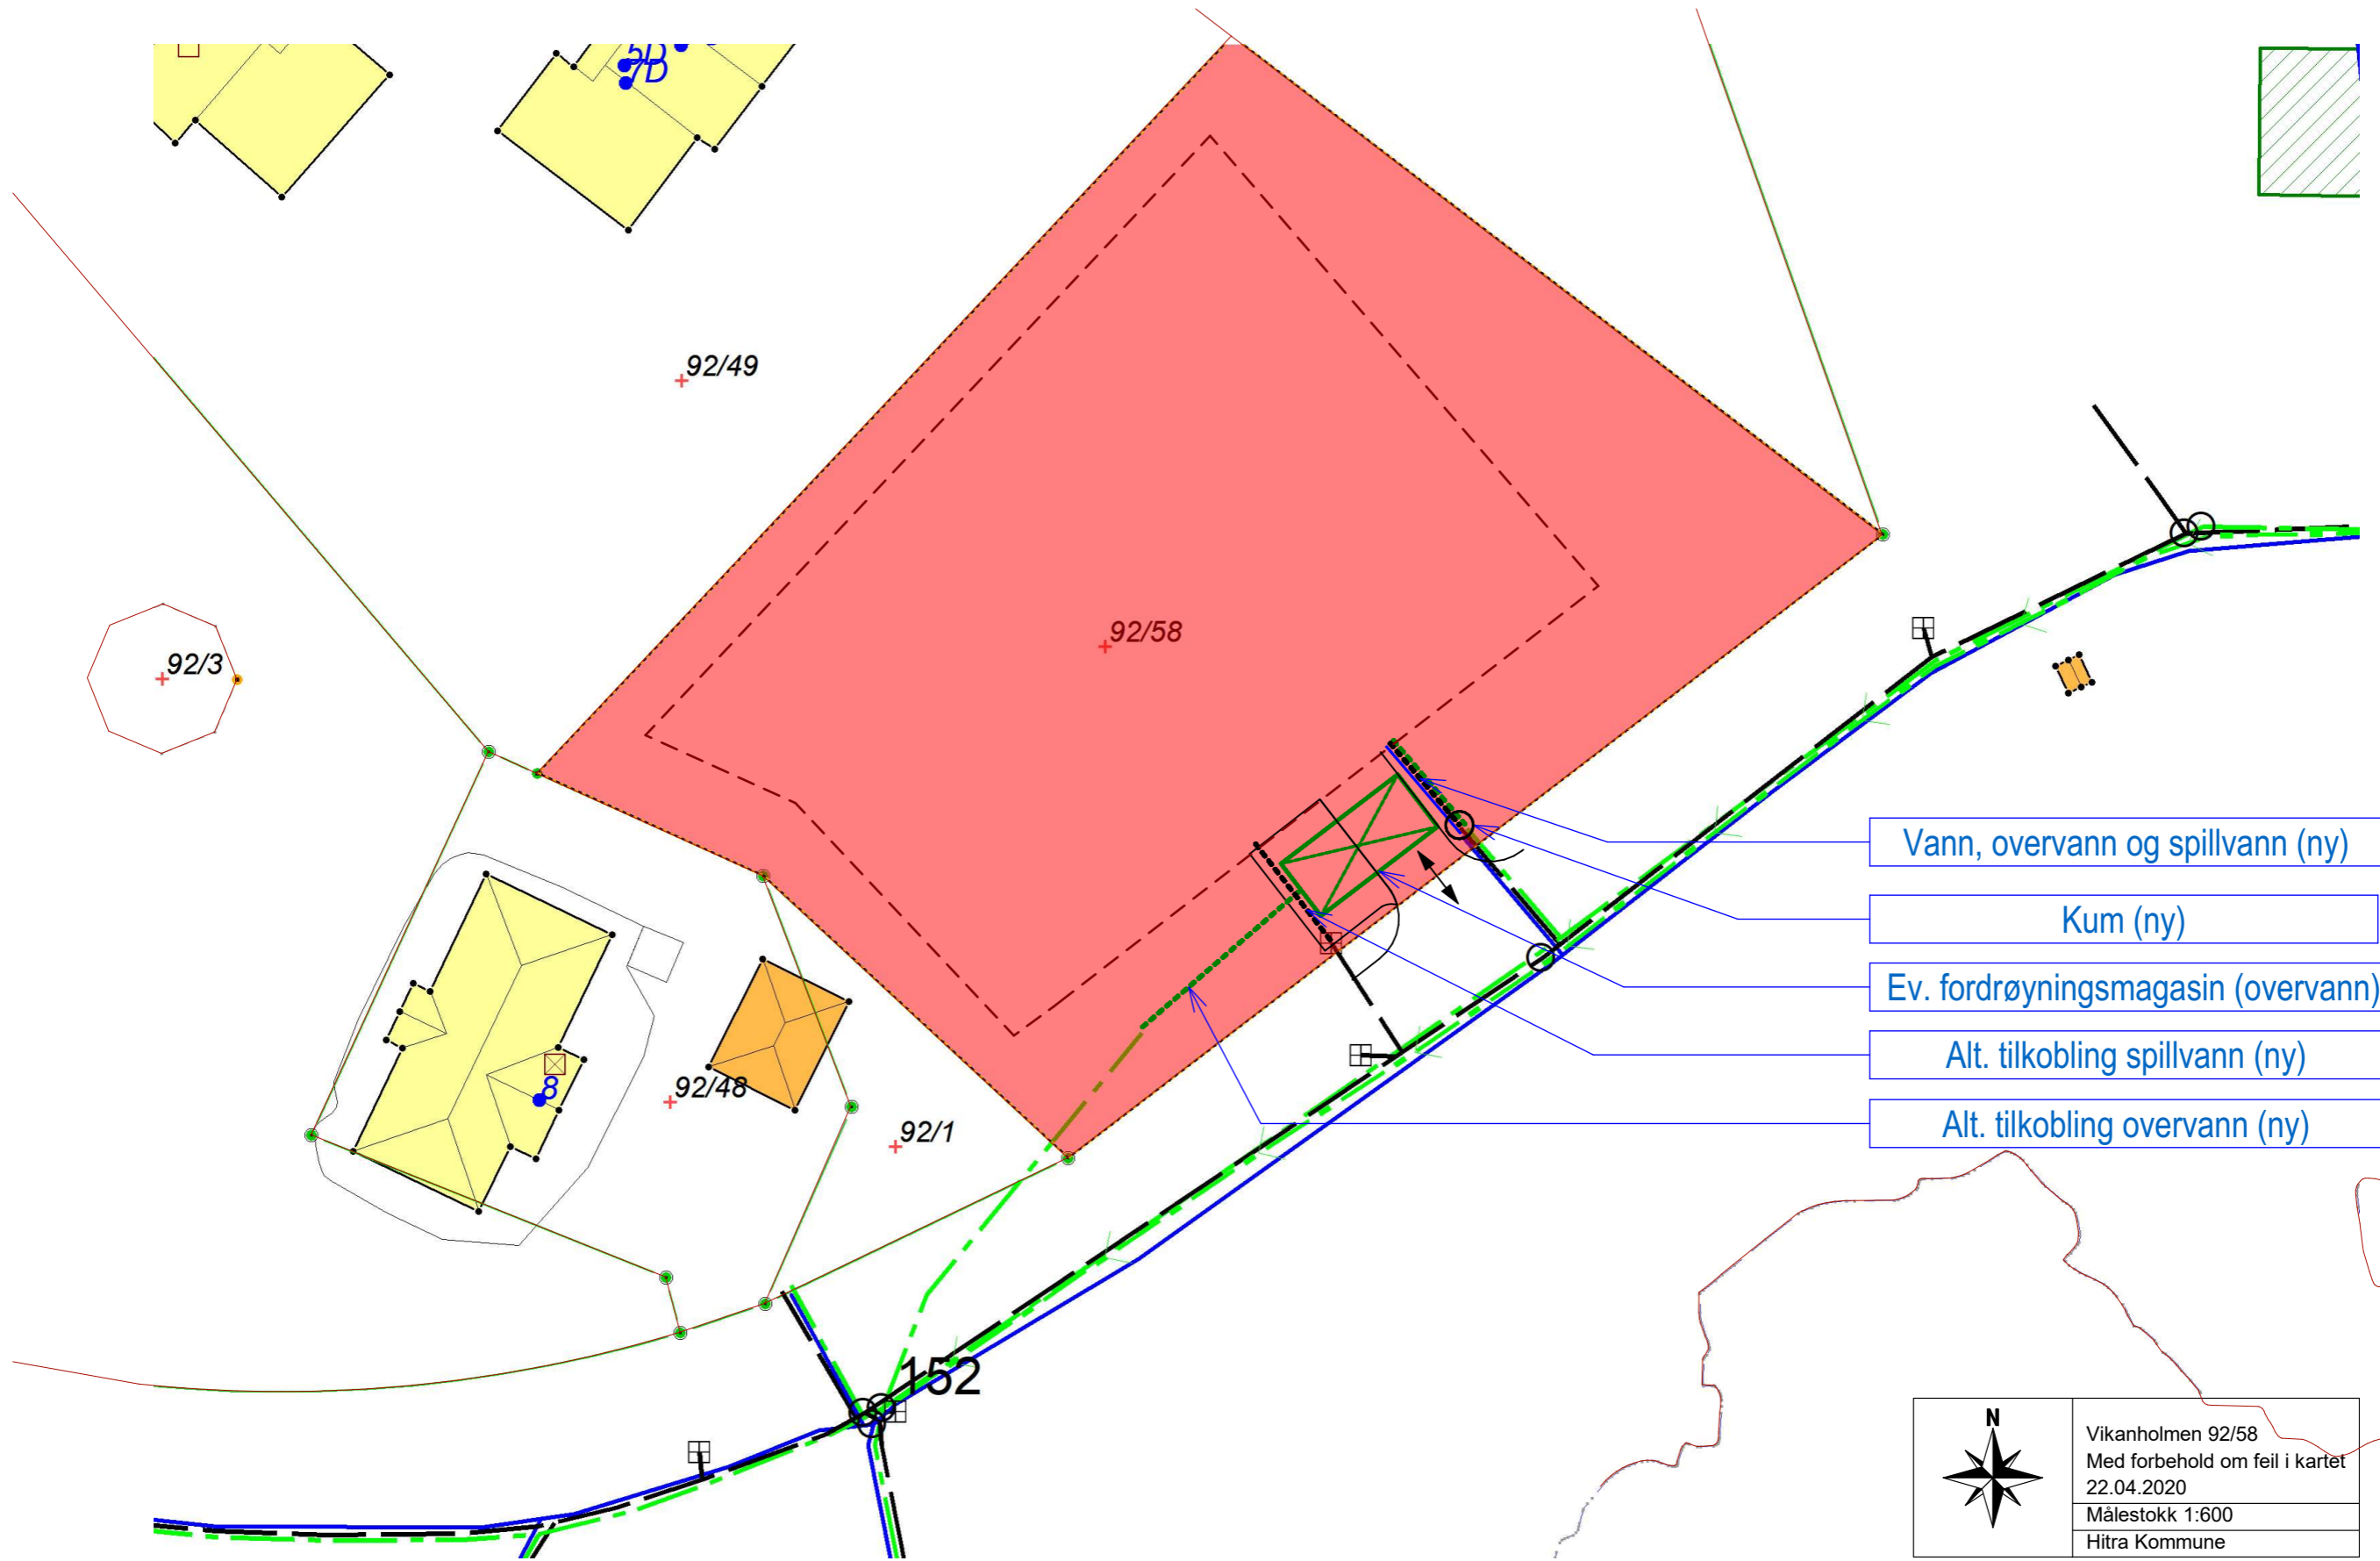 5D
7D
92/49
92/58
92/3
Vann, overvann og spillvann (ny)
Kum (ny)
Ev. fordrøyningsmagasin (overvann)
Alt. tilkobling spillvann (ny)
8
92/48
92/1
Alt. tilkobling overvann (ny)
152
N
Vikanholmen 92/58
Med forbehold om feil i kartet
22.04.2020
Målestokk 1:600
Hitra Kommune